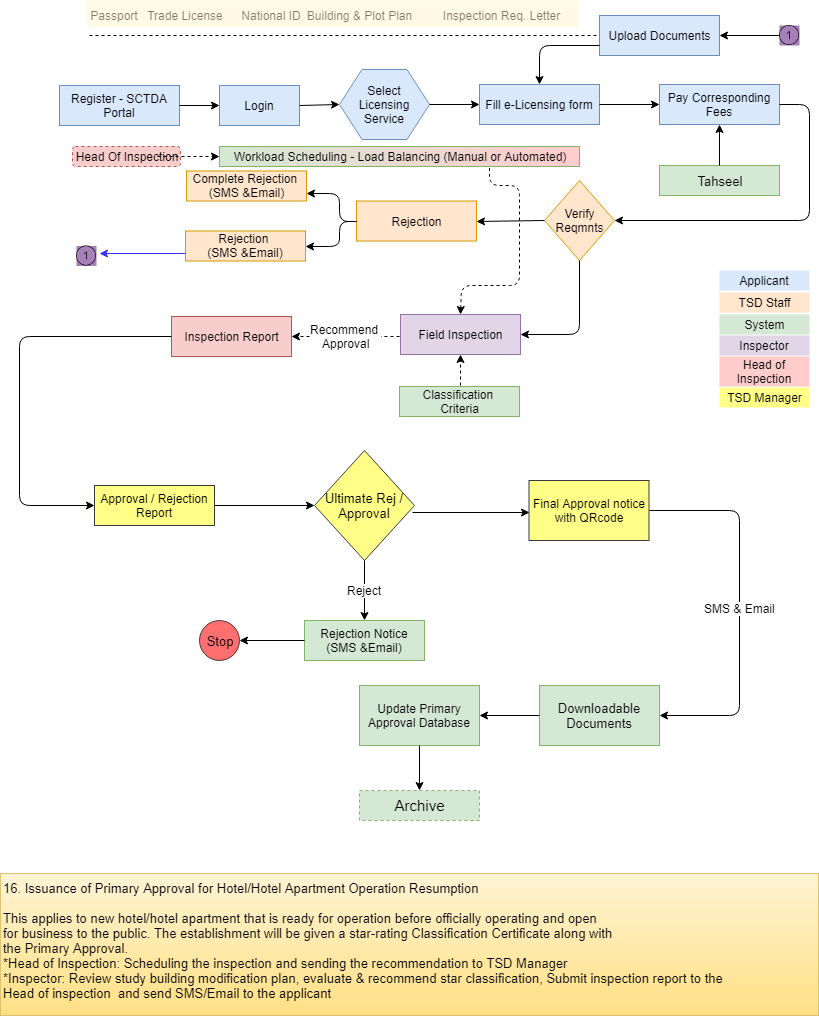 Passport Trade License National ID Building & Plot Plan Inspection Req. Letter
Upload Documents
1
Register - SCTDA
Portal
Login
Select
Licensing
Service
Fill e-Licensing form
Pay Corresponding
Fees
Head Of Inspection
Workload Scheduling - Load Balancing (Manual or Automated)
Tahseel
Complete Rejection
(SMS &Email)
Rejection
Verify
Reqmnts
Rejection
(SMS &Email)
1
Applicant
TSD Staff
System
Inspector
Head of
Inspection
TSD Manager
Inspection Report
Recommend
Approval
Field Inspection
Classification
Criteria
Approval / Rejection
Report
Ultimate Rej /
Approval
Final Approval notice
with QRcode
Reject
SMS & Email
Stop
Rejection Notice
(SMS &Email)
Update Primary
Approval Database
Downloadable
Documents
Archive
16. Issuance of Primary Approval for Hotel/Hotel Apartment Operation Resumption
This applies to new hotel/hotel apartment that is ready for operation before officially operating and open
for business to the public. The establishment will be given a star-rating Classification Certificate along with
the Primary Approval.
*Head of Inspection: Scheduling the inspection and sending the recommendation to TSD Manager
*Inspector: Review study building modification plan, evaluate & recommend star classification, Submit inspection report to the
Head of inspection and send SMS/Email to the applicant